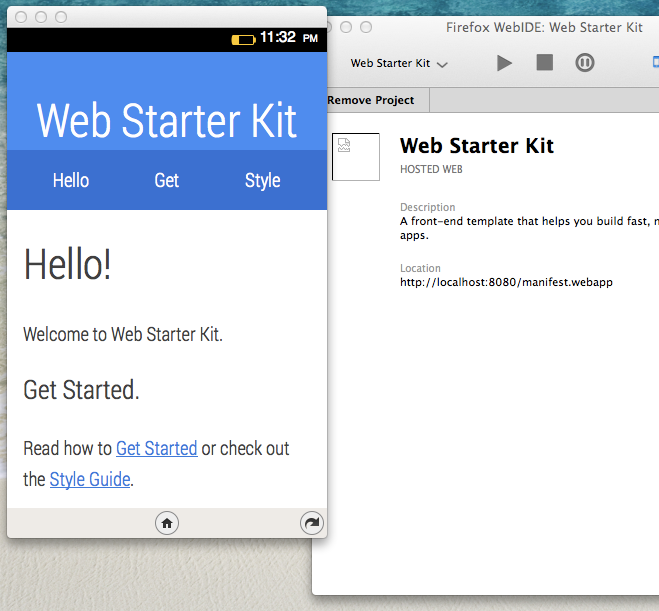 11:32 PM
Web Starter Kit
Hello Get Style
Hello!
Welcome to Web Starter Kit.
Get Started.
Read how to Get Started or check out
the Style Guide.
Firefox WebIDE: Web Starter Kit
Web Starter Kit
Remove Project
Web Starter Kit
HOSTED WEB
Description
A front-end template that helps you build fast,
apps.
Location
http://localhost:8080/manifest.webapp